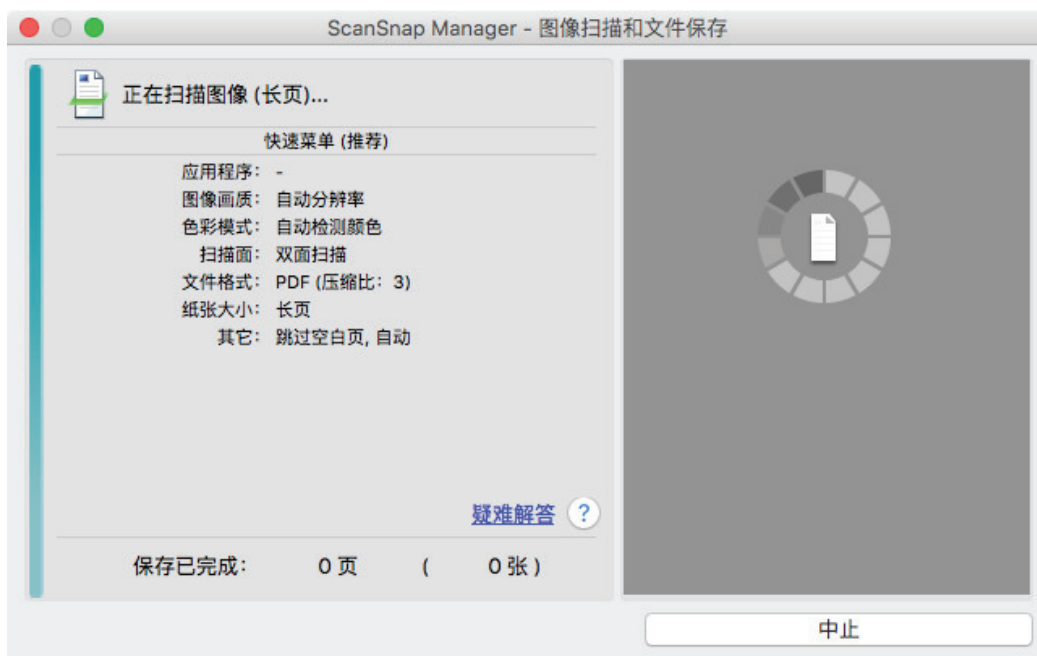 ScanSnap Manager - 图像扫描和文件保存
正在扫描图像 (长页)...
快速菜单 (推荐)
应用程序： -
图像画质： 自动分辨率
色彩模式： 自动检测颜色
扫描面： 双面扫描
文件格式： PDF (压缩比：3)
纸张大小： 长页
其它： 跳过空白页, 自动
疑难解答 ?
保存已完成： 0 页 ( 0 张 )
中止